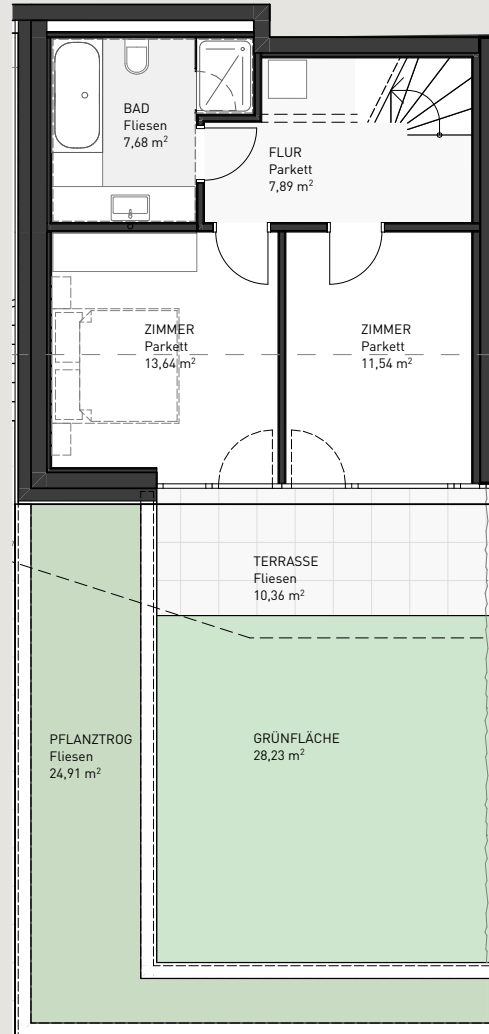 BAD
Fliesen
7,68 m²
FLUR
Parkett
7,89 m²
ZIMMER
Parkett
13,64 m²
ZIMMER
Parkett
11,54 m²
TERRASSE
Fliesen
10,36 m²
PFLANZTROG
Fliesen
24,91 m²
GRÜNFLÄCHE
28,23 m²